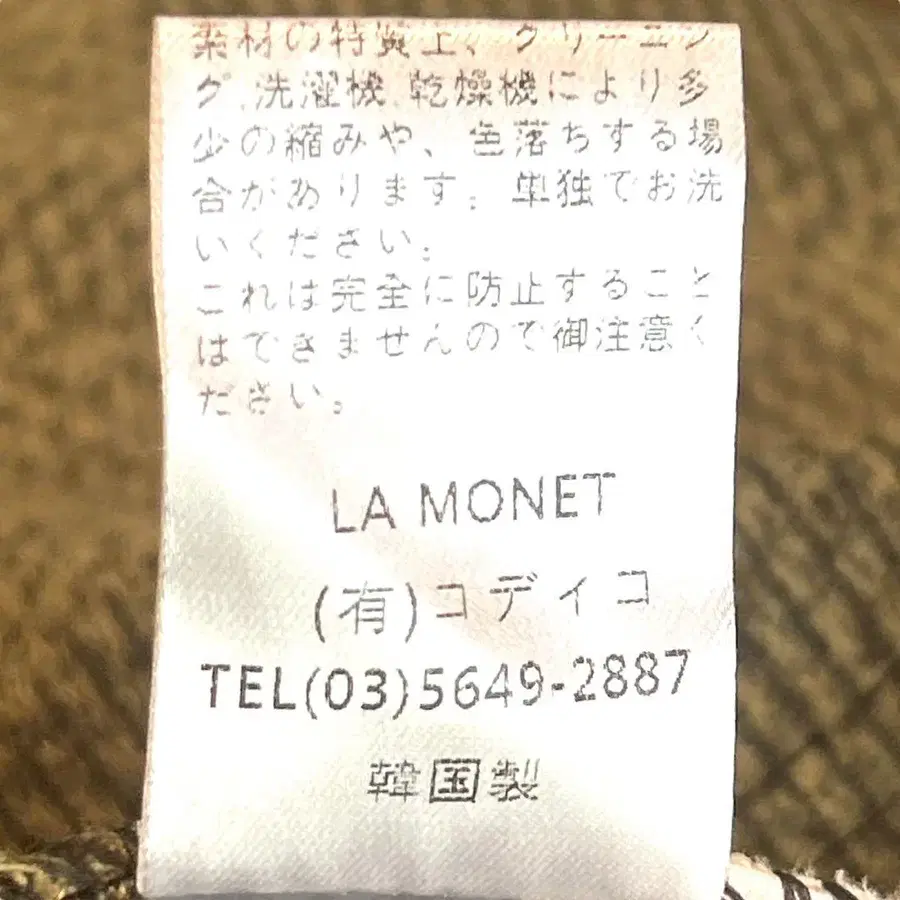 素材の特質上、クリーニン
グ、洗濯機、乾燥機により多
少の縮みや、色落ちする場
合があります。単独でお洗
いください。
これは完全に防止すること
はできませんので御注意く
ださい。
LA MONET
(有)コディコ
TEL(03)5649-2887
韓国製